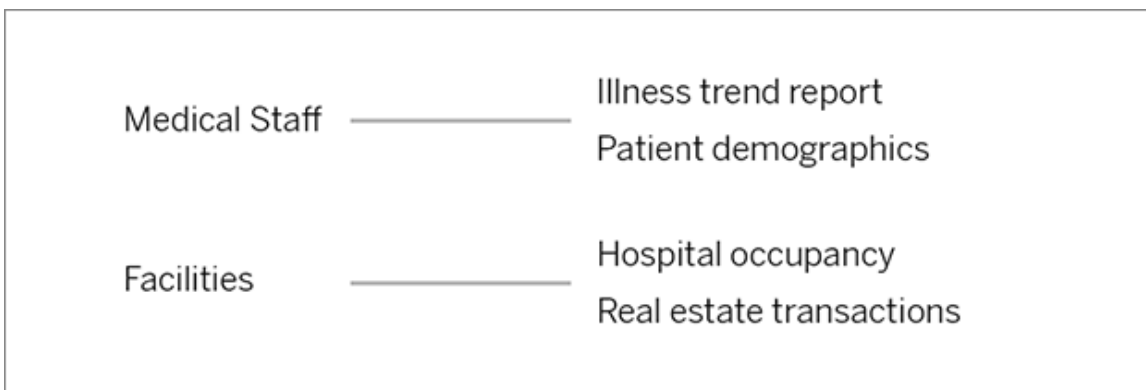 Medical Staff
Illness trend report
Patient demographics
Facilities
Hospital occupancy
Real estate transactions